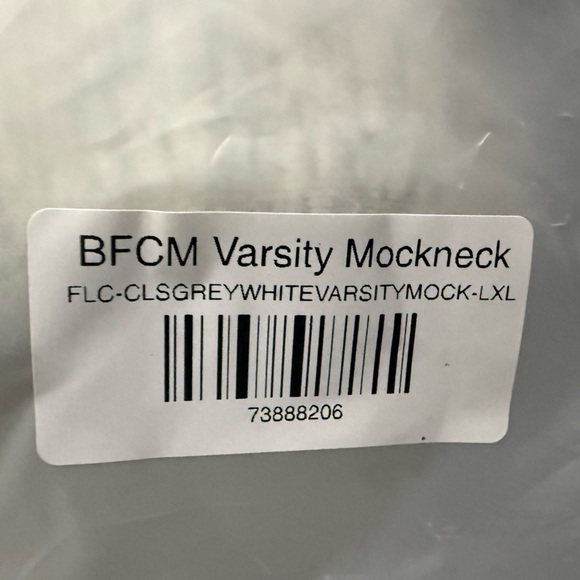 BFCM Varsity Mockneck
FLC-CLSGREYWHITEVARSITYMOCK-LXL
73888206